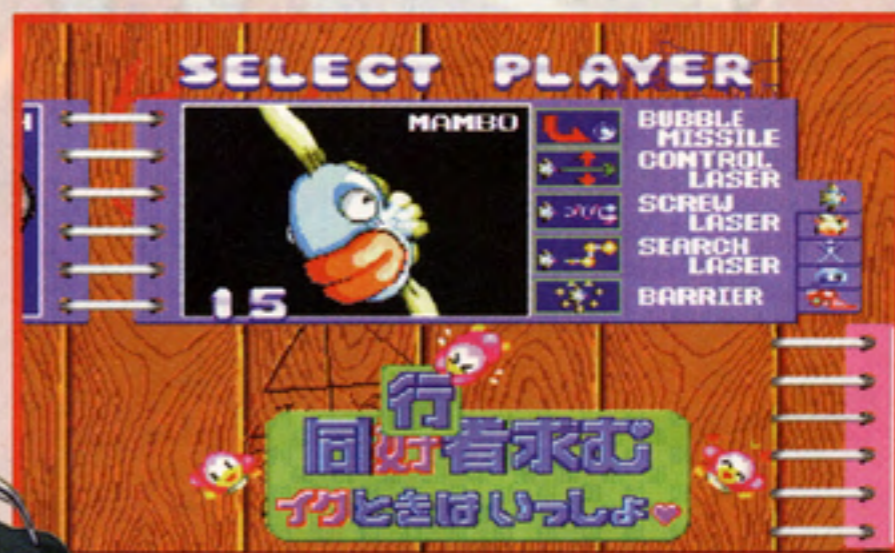 SELECT PLAYER
MAMBO
15
BUBBLE
MISSILE
CONTROL
LASER
SCREW
LASER
SEARCH
LASER
BARRIER
行
同好者求む
イクときはいっしょ♥